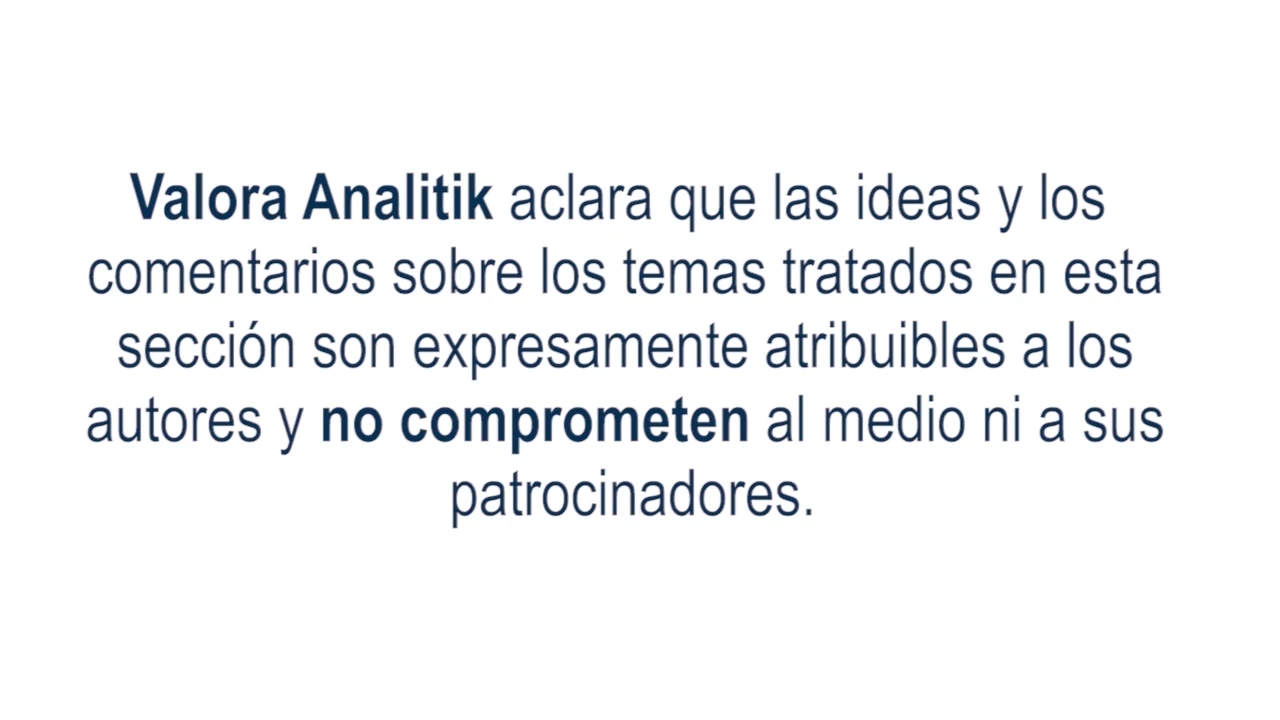 Valora Analitik aclara que las ideas y los
comentarios sobre los temas tratados en esta
sección son expresamente atribuibles a los
autores y no comprometen al medio ni a sus
patrocinadores.